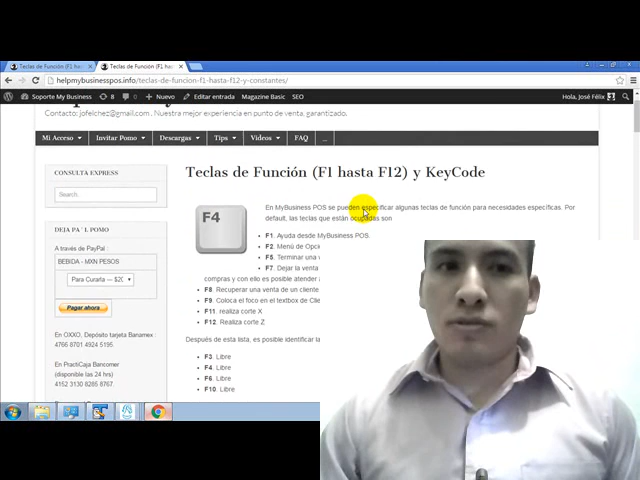 Teclas de Función (F1 h
Teclas de Función (F1 hast
helpmybusinesspos.info/teclas-de-funcion-f1-hasta-f12-y-constantes/
Soporte My Business 8 Nuevo Editar entrada Magazine Basic SEO Hola, José Félix
Contacto: jofelchez@gmail.com . Nuestra mejor experiencia en punto de venta, garantizado.
Mi Acceso Invitar Pomo Descargas Tips Videos FAQ ...
CONSULTA EXPRESS
Search...
DEJA PA´L POMO
A través de PayPal :
BEBIDA - MXN PESOS
Para Curarla — $20
Pagar ahora
En OXXO, Depósito tarjeta Banamex :
4766 8701 4924 5195.
En PractiCaja Bancomer
(disponible las 24 hrs)
4152 3130 8285 8767.
Teclas de Función (F1 hasta F12) y KeyCode
F4
En MyBusiness POS se pueden especificar algunas teclas de función para necesidades específicas. Por
default, las teclas que están ocupadas son
F1. Ayuda desde MyBusiness POS.
F2. Menú de Opci
F5. Terminar una v
F7. Dejar la venta
compras y con ello es posible atender a
F8. Recuperar una venta de un cliente
F9. Coloca el foco en el textbox de Clie
F11. realiza corte X
F12. Realiza corte Z
Después de esta lista, es posible identificar la
F3. Libre
F4. Libre
F6. Libre
F10. Libre